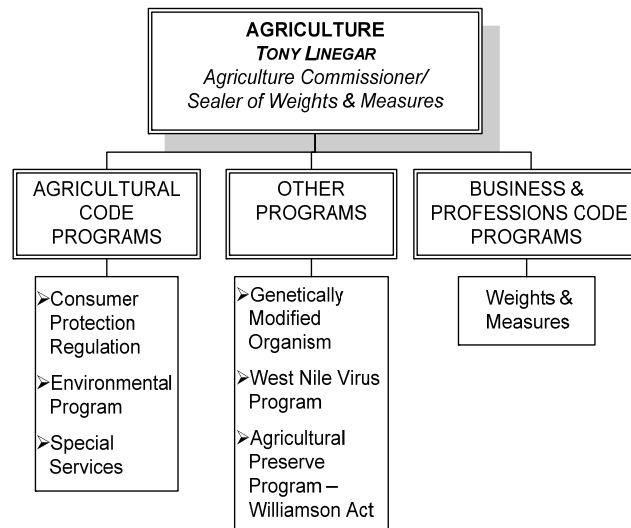 AGRICULTURE
TONY LINEGAR
Agriculture Commissioner/
Sealer of Weights & Measures
AGRICULTURAL
CODE
PROGRAMS
➢Consumer
Protection
Regulation
➢Environmental
Program
➢Special
Services
OTHER
PROGRAMS
➢Genetically
Modified
Organism
➢West Nile Virus
Program
➢Agricultural
Preserve
Program –
Williamson Act
BUSINESS &
PROFESSIONS CODE
PROGRAMS
Weights &
Measures